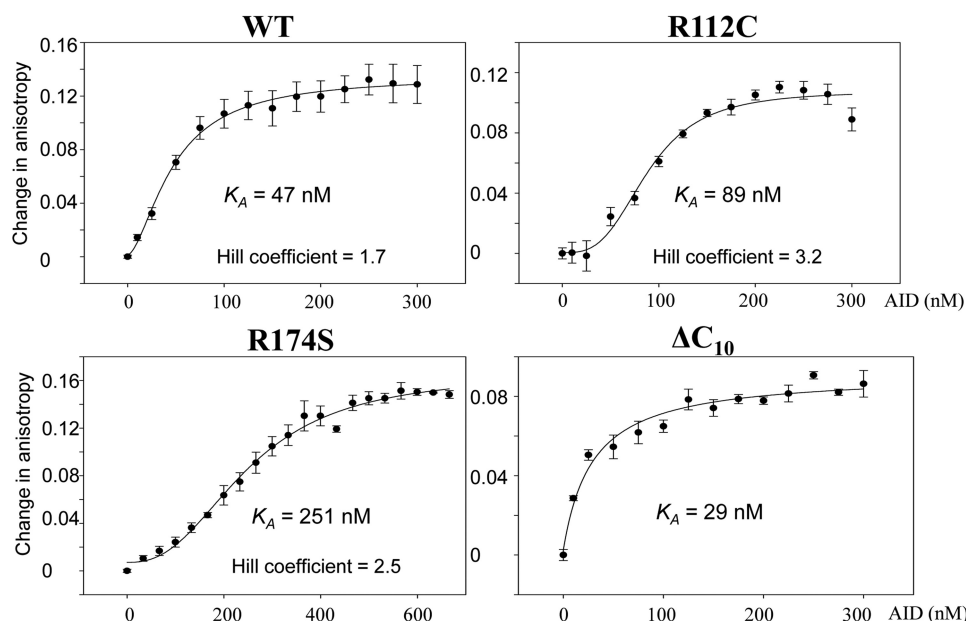 WT
R112C
0.16
0.12
0.08
0.04
0
Change in anisotropy
K_A = 47 nM
Hill coefficient = 1.7
0 100 200 300
0.12
0.08
0.04
0
K_A = 89 nM
Hill coefficient = 3.2
0 100 200 300 AID (nM)
R174S
ΔC₁₀
0.16
0.12
0.08
0.04
0
Change in anisotropy
K_A = 251 nM
Hill coefficient = 2.5
0 200 400 600
0.08
0.04
0
K_A = 29 nM
0 100 200 300 AID (nM)